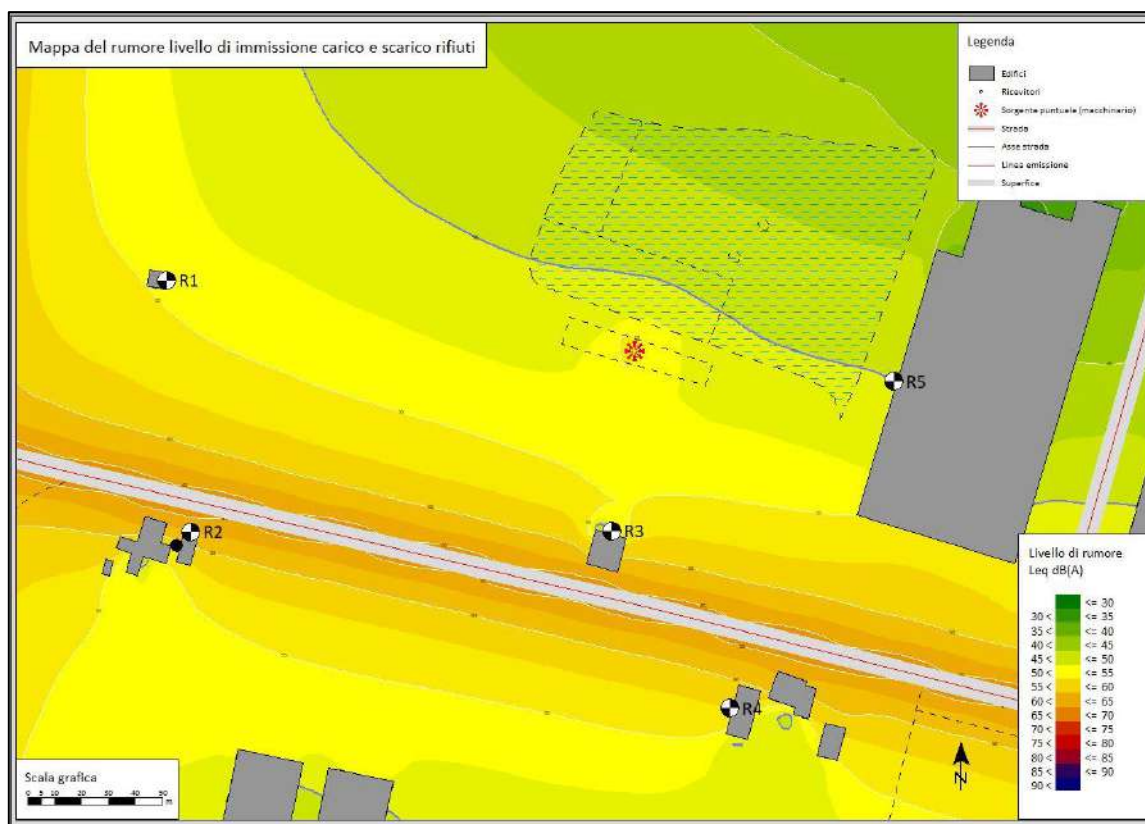 Mappa del rumore livello di immissione carico e scarico rifiuti
Legenda
Edifici
Ricevitori
Sorgente puntuale (macchinario)
Strada
Asse strada
Linea emissione
Superfice
R1
R5
R2
R3
R4
Livello di rumore
Leq dB(A)
<= 30
30 < <= 35
35 < <= 40
40 < <= 45
45 < <= 50
50 < <= 55
55 < <= 60
60 < <= 65
65 < <= 70
70 < <= 75
75 < <= 80
80 < <= 85
85 < <= 90
90 <
N
Scala grafica
0 5 10 20 30 40 50
m